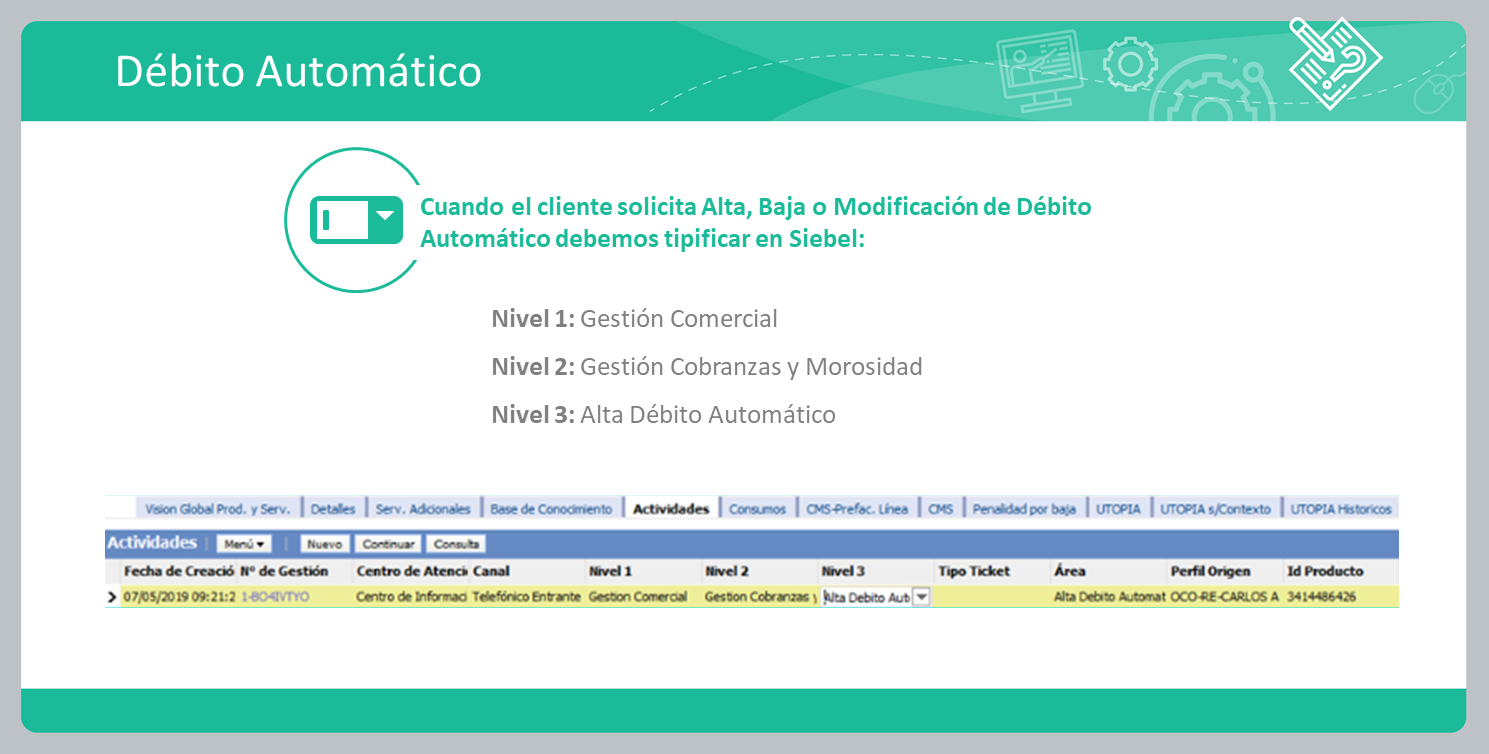 Débito Automático
Cuando el cliente solicita Alta, Baja o Modificación de Débito
Automático debemos tipificar en Siebel:
Nivel 1: Gestión Comercial
Nivel 2: Gestión Cobranzas y Morosidad
Nivel 3: Alta Débito Automático
Vision Global Prod. y Serv. Detalles Serv. Adicionales Base de Conocimiento Actividades Consumos CMS-Prefac. Línea CMS Penalidad por baja UTOPIA UTOPIA s/Contexto UTOPIA Historicos
Actividades Menú Nuevo Continuar Consulta
Fecha de Creació Nº de Gestión Centro de Atenci Canal Nivel 1 Nivel 2 Nivel 3 Tipo Ticket Área Perfil Origen Id Producto
07/05/2019 09:21:2 1-BO4IVTYO Centro de Informaci Telefónico Entrante Gestion Comercial Gestion Cobranzas y Alta Debito Aut Alta Debito Automat OCO-RE-CARLOS A 3414486426